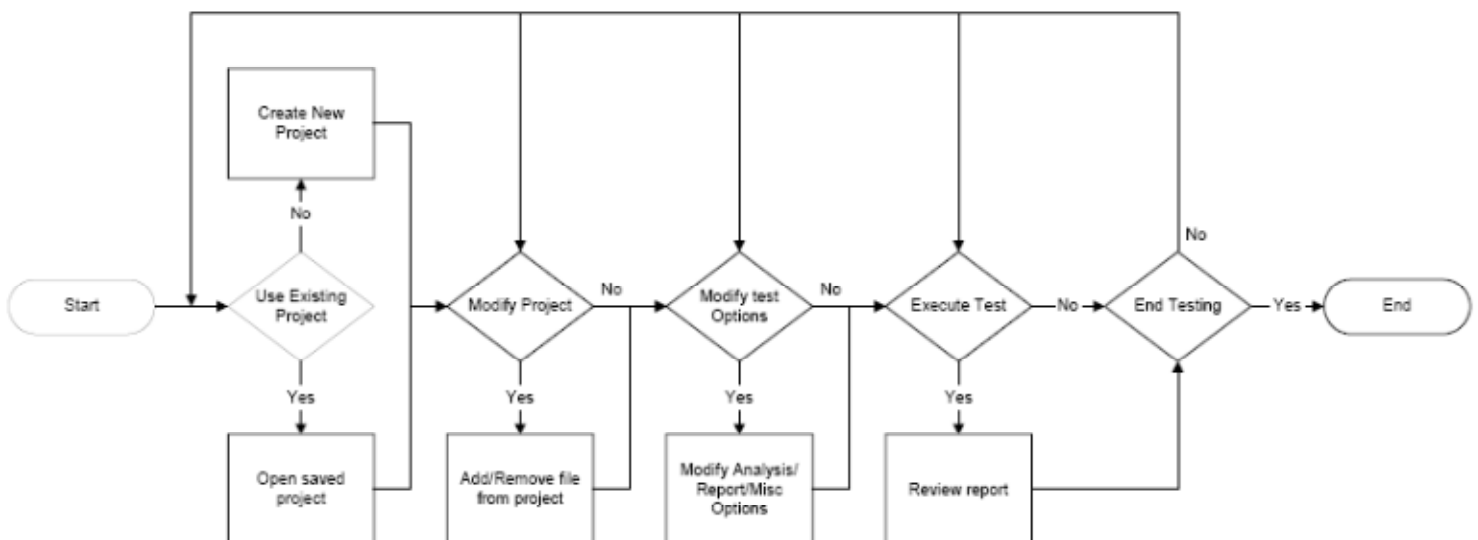 Create New
Project
No
Start
Use Existing
Project
Yes
Open saved
project
Modify Project
No
Yes
Add/Remove file
from project
Modify test
Options
No
Yes
Modify Analysis/
Report/Misc
Options
Execute Test
No
Yes
Review report
End Testing
No
Yes
End